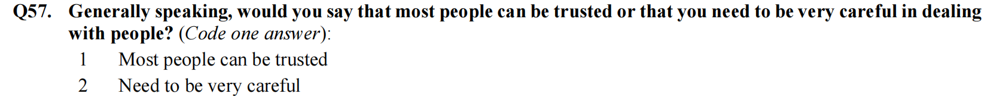 Q57. Generally speaking, would you say that most people can be trusted or that you need to be very careful in dealing
with people? (Code one answer):
1 Most people can be trusted
2 Need to be very careful